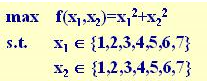 max f(x₁,x₂)=x₁²+x₂²
s.t. x₁ ∈ {1,2,3,4,5,6,7}
x₂ ∈ {1,2,3,4,5,6,7}